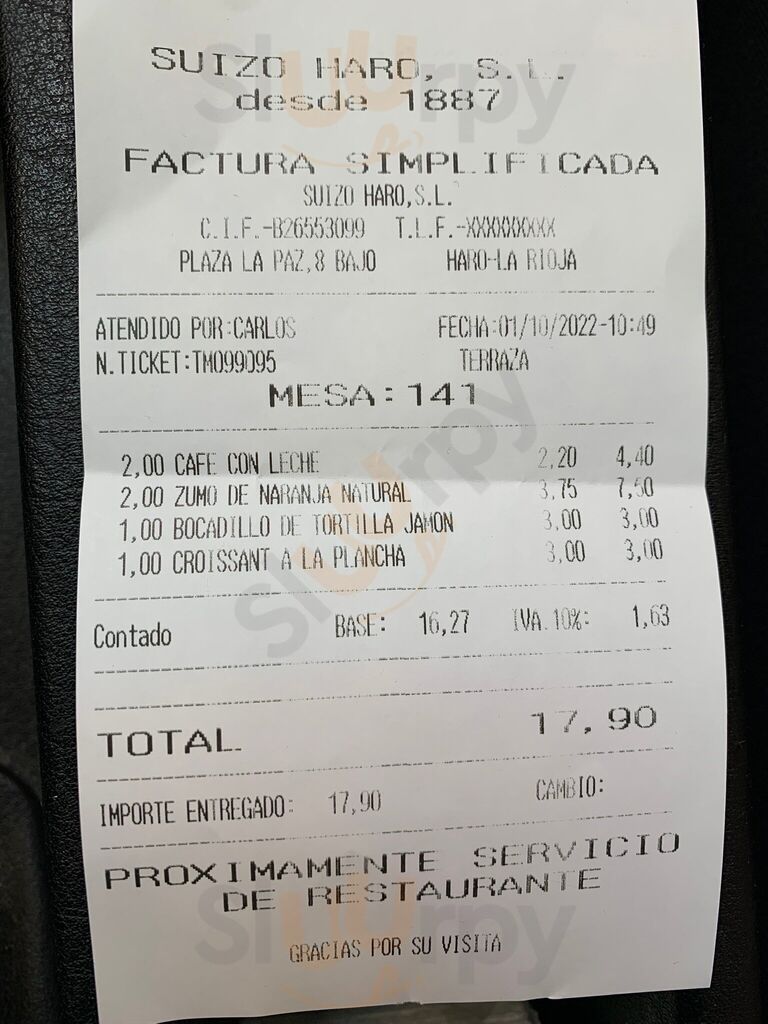 SUIZO HARO, S.L.
desde 1887
FACTURA SIMPLIFICADA
SUIZO HARO,S.L.
C.I.F.-B26553099 T.L.F.-XXXXXXXXX
PLAZA LA PAZ,8 BAJO HARO-LA RIOJA
ATENDIDO POR:CARLOS FECHA:01/10/2022-10:49
N.TICKET:TM099095 TERRAZA
MESA:141
2,00 CAFE CON LECHE 2,20 4,40
2,00 ZUMO DE NARANJA NATURAL 3,75 7,50
1,00 BOCADILLO DE TORTILLA JAMON 3,00 3,00
1,00 CROISSANT A LA PLANCHA 3,00 3,00
Contado BASE: 16,27 IVA.10%: 1,63
TOTAL 17,90
IMPORTE ENTREGADO: 17,90 CAMBIO:
PROXIMAMENTE SERVICIO
DE RESTAURANTE
GRACIAS POR SU VISITA
Sluurpy
Sluurpy
Sluurpy
Sluurpy